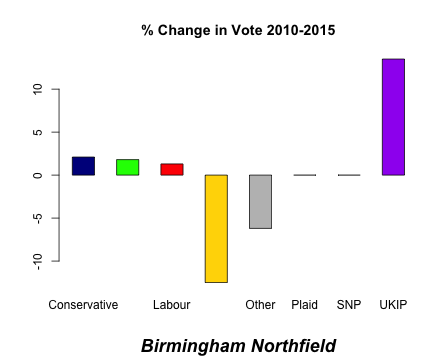 % Change in Vote 2010-2015
10
5
0
-5
-10
Conservative Labour Other Plaid SNP UKIP
Birmingham Northfield